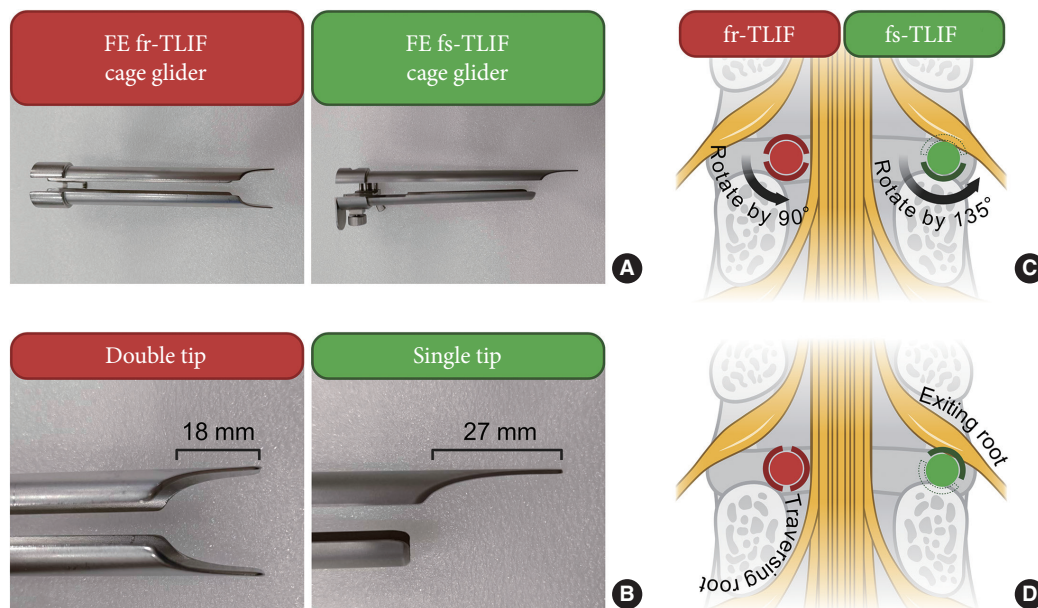 FE fr-TLIF
cage glider
FE fs-TLIF
cage glider
A
Double tip
Single tip
18 mm
27 mm
B
fr-TLIF
fs-TLIF
Rotate by 90°
Rotate by 135°
C
Exiting root
Traversing root
D